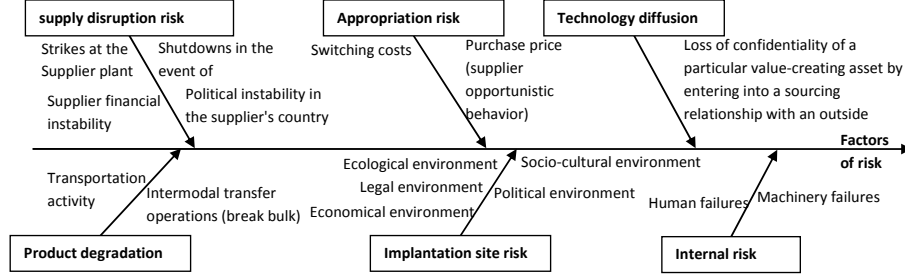 supply disruption risk
Appropriation risk
Technology diffusion
Strikes at the
Supplier plant
Shutdowns in the
event of
Supplier financial
instability
Political instability in
the supplier's country
Switching costs
Purchase price
(supplier
opportunistic
behavior)
Loss of confidentiality of a
particular value-creating asset by
entering into a sourcing
relationship with an outside
Factors
of risk
Transportation
activity
Intermodal transfer
operations (break bulk)
Ecological environment
Legal environment
Economical environment
Socio-cultural environment
Political environment
Human failures
Machinery failures
Product degradation
Implantation site risk
Internal risk